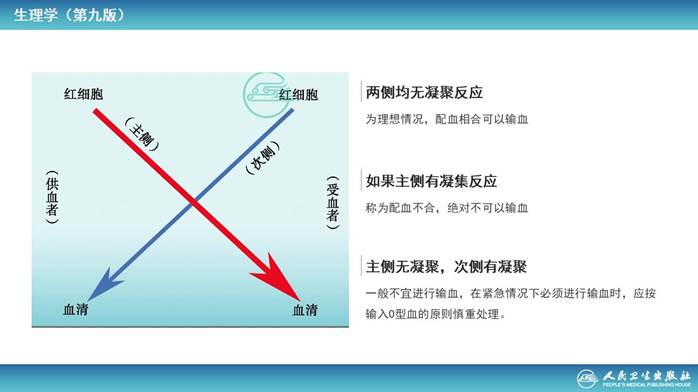 生理学（第九版）
红细胞
红细胞
（主侧）
（次侧）
（供血者）
（受血者）
血清
血清
两侧均无凝聚反应
为理想情况，配血相合可以输血
如果主侧有凝集反应
称为配血不合，绝对不可以输血
主侧无凝聚，次侧有凝聚
一般不宜进行输血，在紧急情况下必须进行输血时，应按
输入O型血的原则慎重处理。
人民卫生出版社
PEOPLE'S MEDICAL PUBLISHING HOUSE